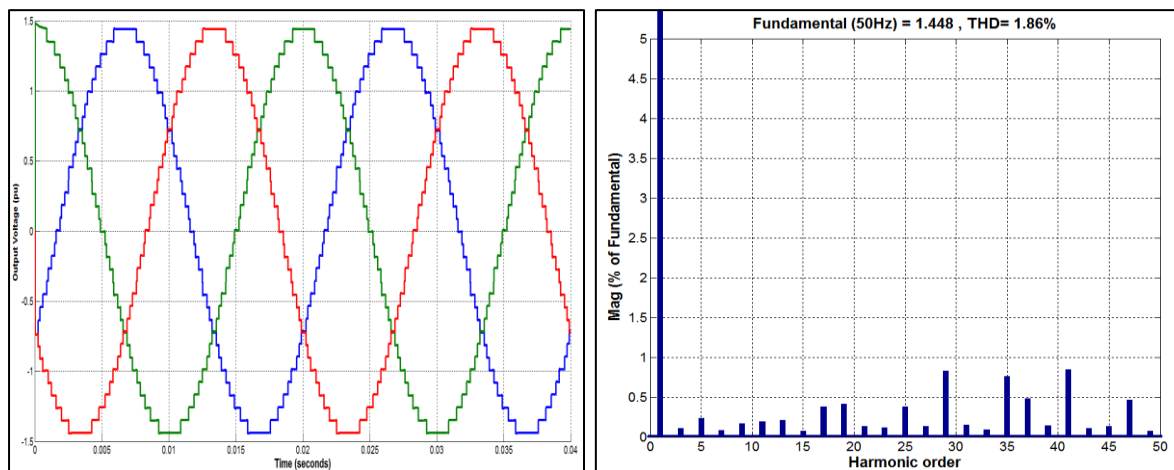 Output Voltage (pu)
1.5
1
0.5
0
-0.5
-1
-1.5
0 0.005 0.01 0.015 0.02 0.025 0.03 0.035 0.04
Time (seconds)
Fundamental (50Hz) = 1.448 , THD= 1.86%
Mag (% of Fundamental)
5
4.5
4
3.5
3
2.5
2
1.5
1
0.5
0
0 5 10 15 20 25 30 35 40 45 50
Harmonic order